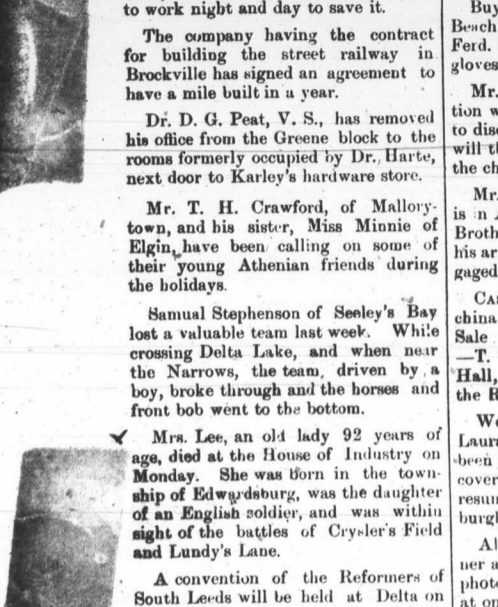 to work night and day to save it.
The company having the contract
for building the street railway in
Brockville has signed an agreement to
have a mile built in a year.
Dr. D. G. Peat, V. S., has removed
his office from the Greene block to the
rooms formerly occupied by Dr. Harte,
next door to Karley's hardware store.
Mr. T. H. Crawford, of Mallory-
town, and his sister, Miss Minnie of
Elgin, have been calling on some of
their young Athenian friends during
the holidays.
Samuel Stephenson of Seeley's Bay
lost a valuable team last week. While
crossing Delta Lake, and when near
the Narrows, the team, driven by a
boy, broke through and the horses and
front bob went to the bottom.
Mrs. Lee, an old lady 92 years of
age, died at the House of Industry on
Monday. She was born in the town-
ship of Edwardsburg, was the daughter
of an English soldier, and was within
sight of the battles of Crysler's Field
and Lundy's Lane.
A convention of the Reformers of
South Leeds will be held at Delta on
Buy
Beach
Ferd.
gloves
Mr.
tion w
to disc
will th
the ch
Mr.
is in A
Broth
his ar
gaged
CAS
china
Sale
—T.
Hall,
the R
We
Laura
been
cover
resum
burgl
Al
ner a
photo
at on